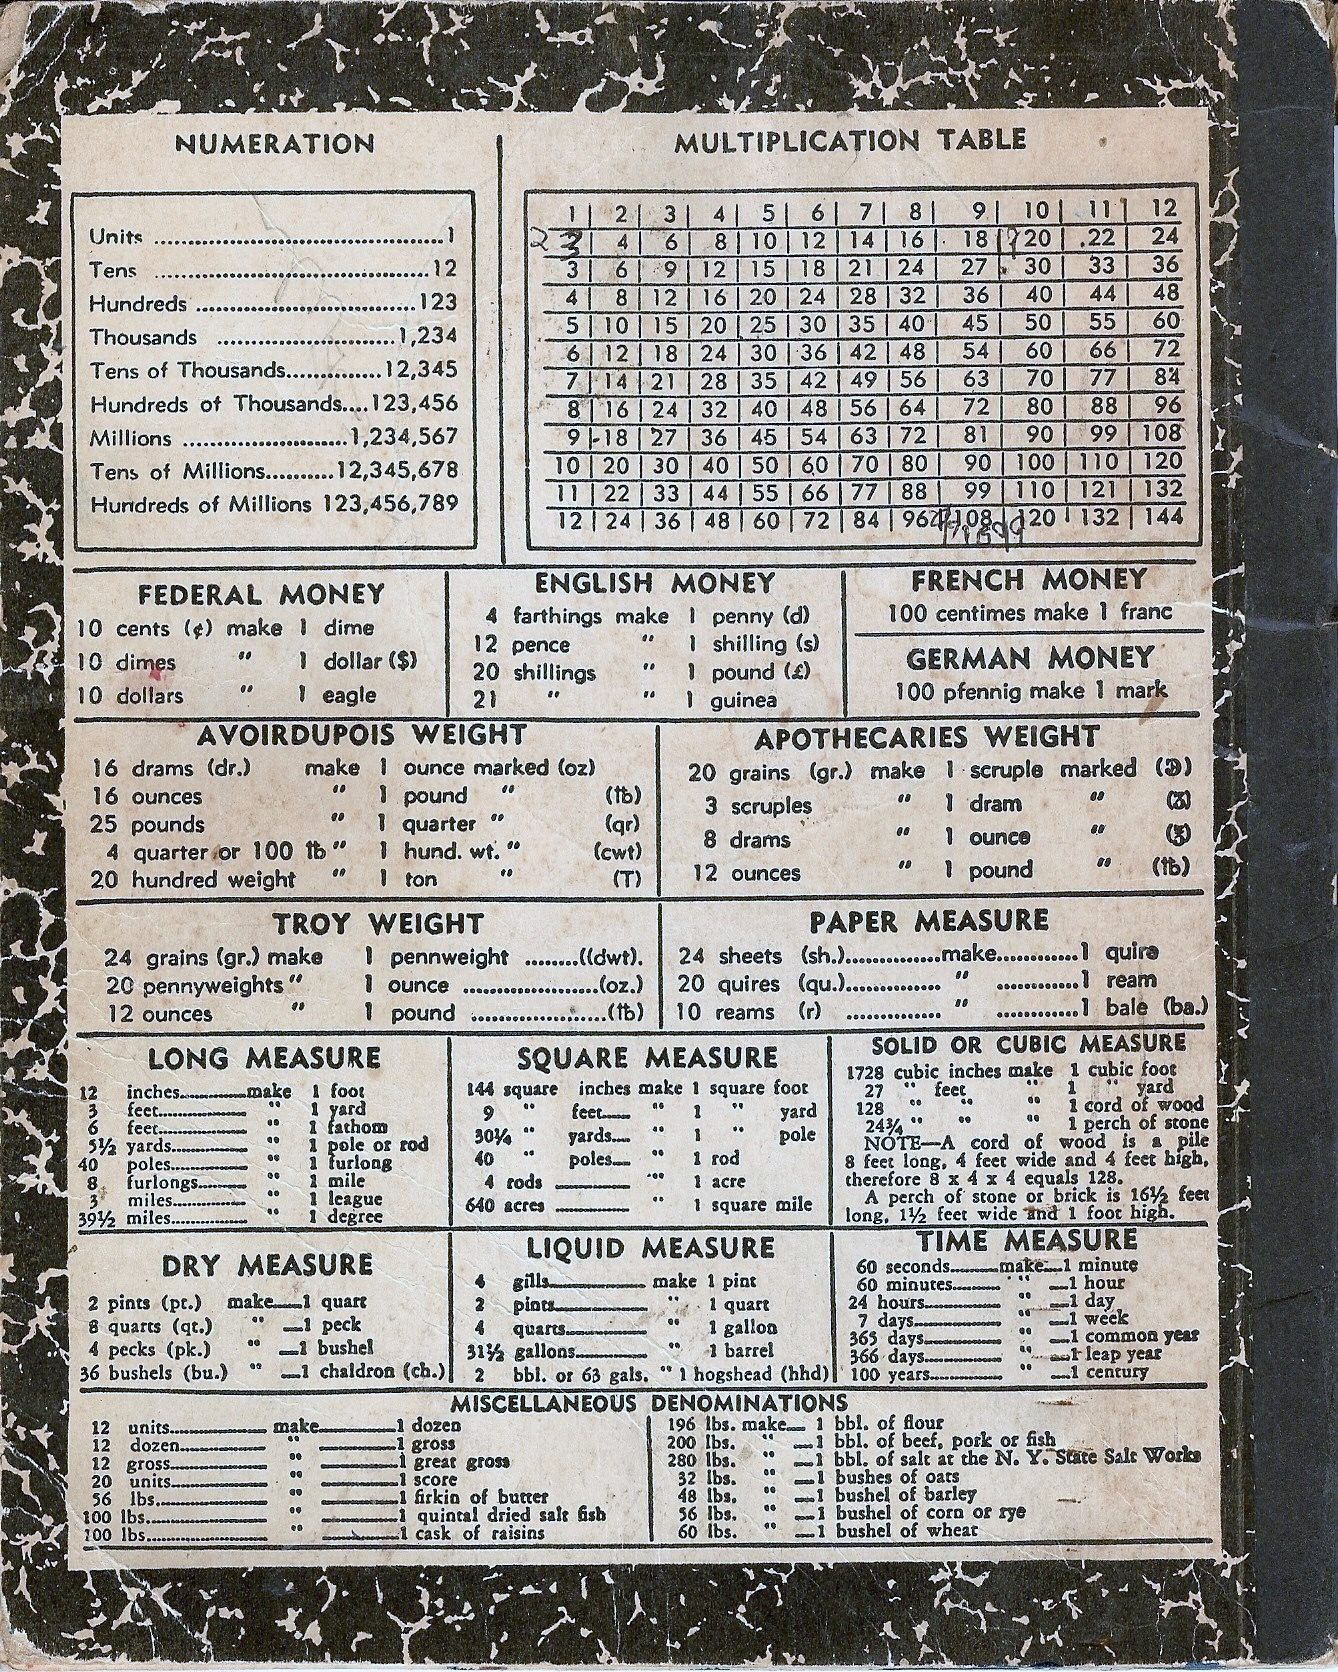 NUMERATION
Units ............................................1
Tens .........................................12
Hundreds .................................123
Thousands ...........................1,234
Tens of Thousands...............12,345
Hundreds of Thousands....123,456
Millions .........................1,234,567
Tens of Millions...........12,345,678
Hundreds of Millions 123,456,789
MULTIPLICATION TABLE
1 | 2 | 3 | 4 | 5 | 6 | 7 | 8 | 9 | 10 | 11 | 12
2 | 4 | 6 | 8 | 10 | 12 | 14 | 16 | 18 | 20 | 22 | 24
3 | 6 | 9 | 12 | 15 | 18 | 21 | 24 | 27 | 30 | 33 | 36
4 | 8 | 12 | 16 | 20 | 24 | 28 | 32 | 36 | 40 | 44 | 48
5 | 10 | 15 | 20 | 25 | 30 | 35 | 40 | 45 | 50 | 55 | 60
6 | 12 | 18 | 24 | 30 | 36 | 42 | 48 | 54 | 60 | 66 | 72
7 | 14 | 21 | 28 | 35 | 42 | 49 | 56 | 63 | 70 | 77 | 84
8 | 16 | 24 | 32 | 40 | 48 | 56 | 64 | 72 | 80 | 88 | 96
9 | 18 | 27 | 36 | 45 | 54 | 63 | 72 | 81 | 90 | 99 | 108
10 | 20 | 30 | 40 | 50 | 60 | 70 | 80 | 90 | 100 | 110 | 120
11 | 22 | 33 | 44 | 55 | 66 | 77 | 88 | 99 | 110 | 121 | 132
12 | 24 | 36 | 48 | 60 | 72 | 84 | 96 | 108 | 120 | 132 | 144
FEDERAL MONEY
10 cents (¢) make 1 dime
10 dimes " 1 dollar ($)
10 dollars " 1 eagle
ENGLISH MONEY
4 farthings make 1 penny (d)
12 pence " 1 shilling (s)
20 shillings " 1 pound (£)
21 " " 1 guinea
FRENCH MONEY
100 centimes make 1 franc
GERMAN MONEY
100 pfennig make 1 mark
AVOIRDUPOIS WEIGHT
16 drams (dr.) make 1 ounce marked (oz)
16 ounces " 1 pound " (lb)
25 pounds " 1 quarter " (qr)
4 quarter or 100 lb " 1 hund. wt. " (cwt)
20 hundred weight " 1 ton " (T)
APOTHECARIES WEIGHT
20 grains (gr.) make 1 scruple marked (℈)
3 scruples " 1 dram " (ʒ)
8 drams " 1 ounce " (℥)
12 ounces " 1 pound " (lb)
TROY WEIGHT
24 grains (gr.) make 1 pennweight .........((dwt).
20 pennyweights " 1 ounce ......................(oz.)
12 ounces " 1 pound ......................(lb)
PAPER MEASURE
24 sheets (sh.)...............make.............1 quire
20 quires (qu.)............... " .............1 ream
10 reams (r) ............... " .............1 bale (ba.)
LONG MEASURE
12 inches............make 1 foot
3 feet............... " 1 yard
6 feet............... " 1 fathom
5½ yards............. " 1 pole or rod
40 poles............. " 1 furlong
8 furlongs........... " 1 mile
3 miles.............. " 1 league
39½ miles............ " 1 degree
SQUARE MEASURE
144 square inches make 1 square foot
9 " feet..... " 1 " yard
30¼ " yards.... " 1 " pole
40 " poles.... " 1 rod
4 rods ............ " 1 acre
640 acres ............ " 1 square mile
SOLID OR CUBIC MEASURE
1728 cubic inches make 1 cubic foot
27 " feet " 1 " yard
128 " " " 1 cord of wood
24¾ " " " 1 perch of stone
NOTE—A cord of wood is a pile
8 feet long, 4 feet wide and 4 feet high,
therefore 8 x 4 x 4 equals 128.
A perch of stone or brick is 16½ feet
long, 1½ feet wide and 1 foot high.
DRY MEASURE
2 pints (pt.) make.....1 quart
8 quarts (qt.) " ....1 peck
4 pecks (pk.) " ....1 bushel
36 bushels (bu.) " ....1 chaldron (ch.)
LIQUID MEASURE
4 gills............... make 1 pint
2 pints............... " 1 quart
4 quarts............. " 1 gallon
31½ gallons............ " 1 barrel
2 bbl. or 63 gals. " 1 hogshead (hhd)
TIME MEASURE
60 seconds.........make....1 minute
60 minutes......... " ....1 hour
24 hours............ " ....1 day
7 days............. " ....1 week
365 days............ " ....1 common year
366 days............ " ....1 leap year
100 years............ " ....1 century
MISCELLANEOUS DENOMINATIONS
12 units.................. make..............1 dozen
12 dozen................ " ..............1 gross
12 gross................. " ..............1 great gross
20 units.................. " ..............1 score
56 lbs.................... " ..............1 firkin of butter
100 lbs................... " ..............1 quintal dried salt fish
100 lbs................... " ..............1 cask of raisins
196 lbs. make... 1 bbl. of flour
200 lbs. " ....1 bbl. of beef, pork or fish
280 lbs. " ....1 bbl. of salt at the N. Y. State Salt Works
32 lbs. " ....1 bushes of oats
48 lbs. " ....1 bushel of barley
56 lbs. " ....1 bushel of corn or rye
60 lbs. " ....1 bushel of wheat